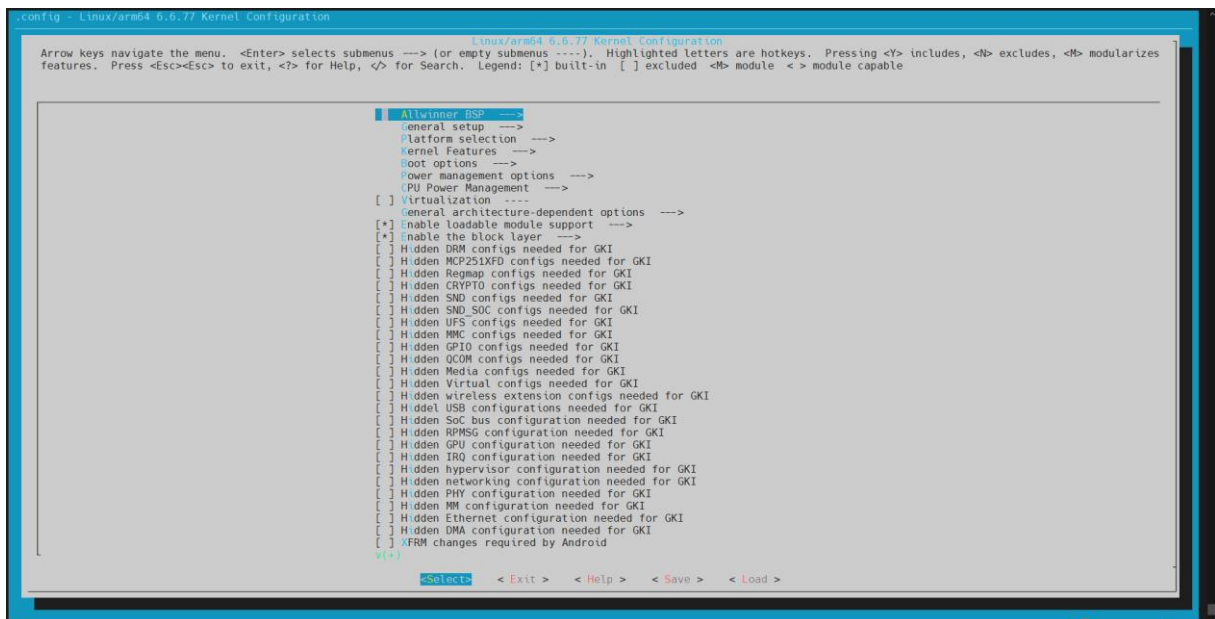 .config - Linux/arm64 6.6.77 Kernel Configuration
Linux/arm64 6.6.77 Kernel Configuration
Arrow keys navigate the menu. <Enter> selects submenus ---> (or empty submenus ----). Highlighted letters are hotkeys. Pressing <Y> includes, <N> excludes, <M> modularizes
features. Press <Esc><Esc> to exit, <?> for Help, </> for Search. Legend: [*] built-in [ ] excluded <M> module < > module capable
Allwinner BSP --->
General setup --->
Platform selection --->
Kernel Features --->
Boot options --->
Power management options --->
CPU Power Management --->
[ ] Virtualization ----
General architecture-dependent options --->
[*] Enable loadable module support --->
[*] Enable the block layer --->
[ ] Hidden DRM configs needed for GKI
[ ] Hidden MCP251XFD configs needed for GKI
[ ] Hidden Regmap configs needed for GKI
[ ] Hidden CRYPTO configs needed for GKI
[ ] Hidden SND configs needed for GKI
[ ] Hidden SND_SOC configs needed for GKI
[ ] Hidden UFS configs needed for GKI
[ ] Hidden MMC configs needed for GKI
[ ] Hidden GPIO configs needed for GKI
[ ] Hidden QCOM configs needed for GKI
[ ] Hidden Media configs needed for GKI
[ ] Hidden Virtual configs needed for GKI
[ ] Hidden wireless extension configs needed for GKI
[ ] Hiddel USB configurations needed for GKI
[ ] Hidden SoC bus configuration needed for GKI
[ ] Hidden RPMSG configuration needed for GKI
[ ] Hidden GPU configuration needed for GKI
[ ] Hidden IRQ configuration needed for GKI
[ ] Hidden hypervisor configuration needed for GKI
[ ] Hidden networking configuration needed for GKI
[ ] Hidden PHY configuration needed for GKI
[ ] Hidden MM configuration needed for GKI
[ ] Hidden Ethernet configuration needed for GKI
[ ] Hidden DMA configuration needed for GKI
[ ] XFRM changes required by Android
v(+)
<Select> < Exit > < Help > < Save > < Load >